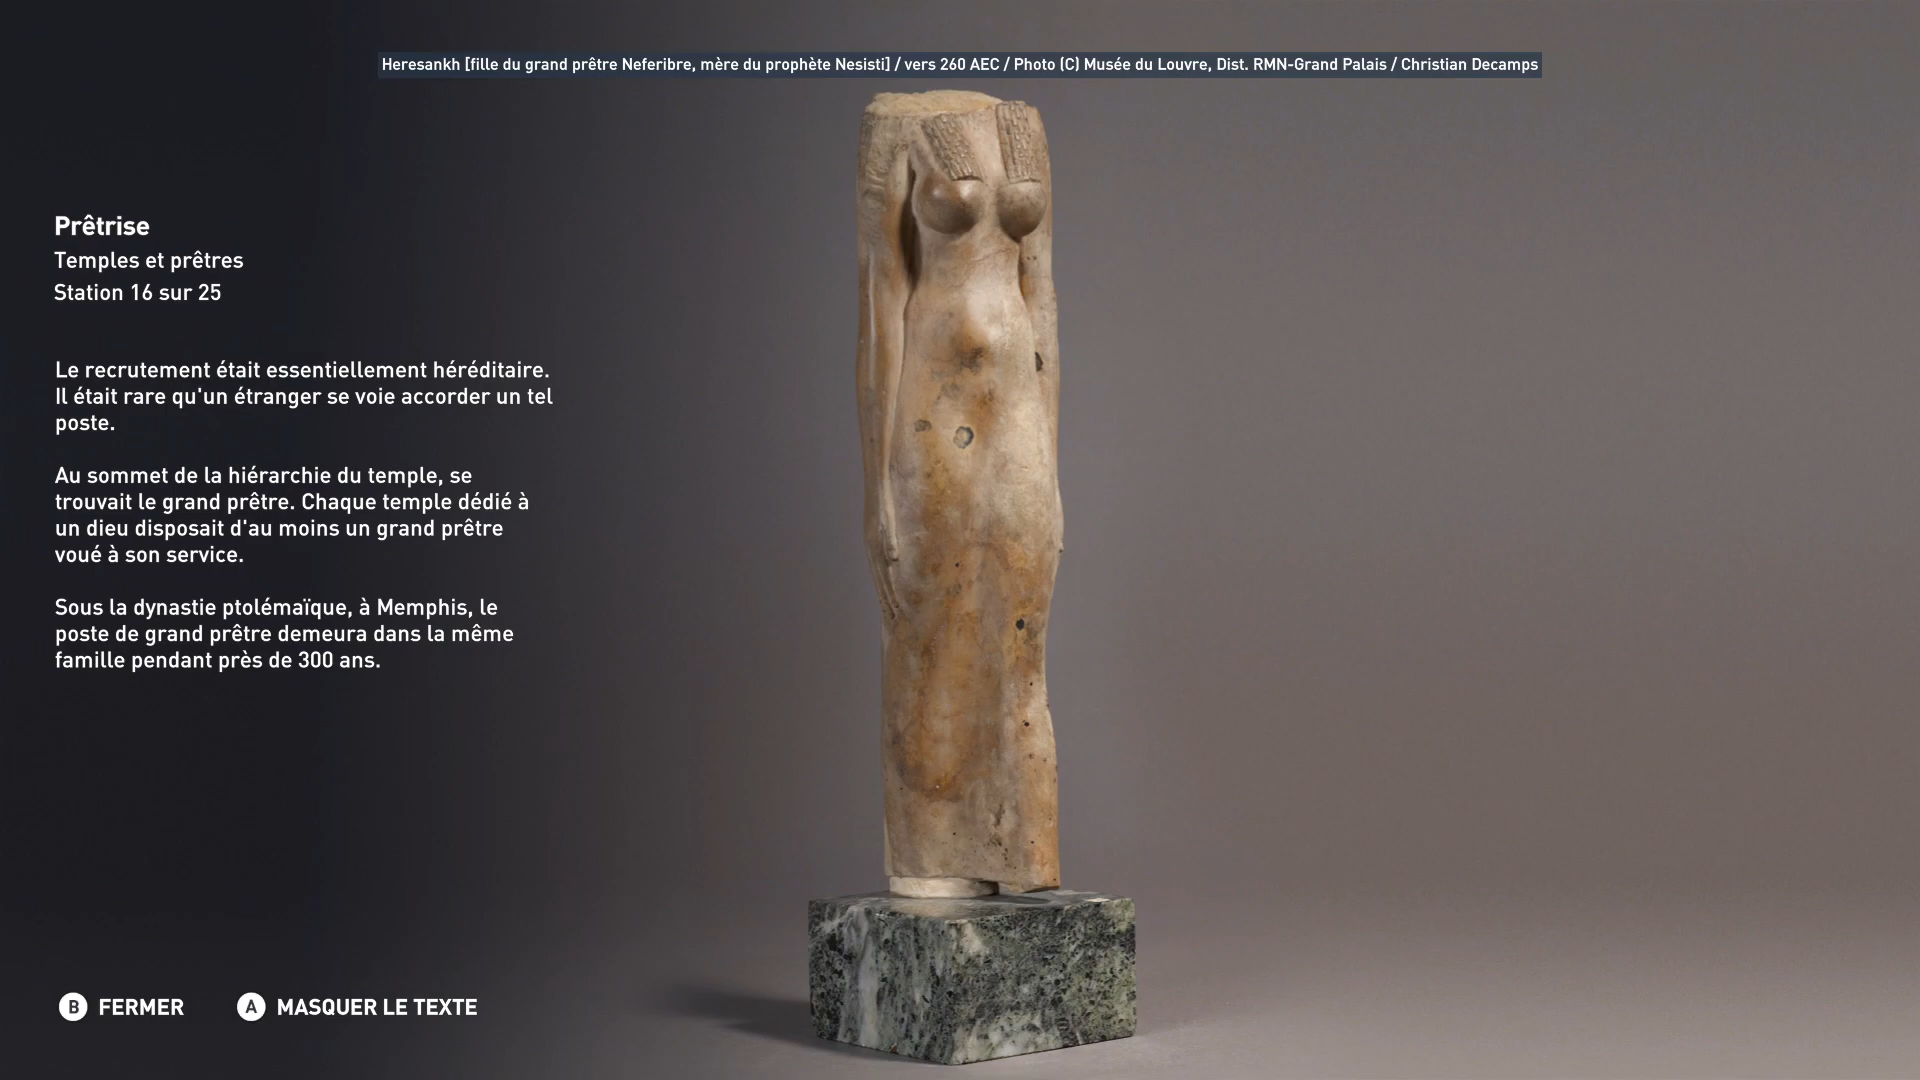 Heresankh [fille du grand prêtre Neferibre, mère du prophète Nesisti] / vers 260 AEC / Photo (C) Musée du Louvre, Dist. RMN-Grand Palais / Christian Decamps
Prêtrise
Temples et prêtres
Station 16 sur 25
Le recrutement était essentiellement héréditaire.
Il était rare qu'un étranger se voie accorder un tel
poste.
Au sommet de la hiérarchie du temple, se
trouvait le grand prêtre. Chaque temple dédié à
un dieu disposait d'au moins un grand prêtre
voué à son service.
Sous la dynastie ptolémaïque, à Memphis, le
poste de grand prêtre demeura dans la même
famille pendant près de 300 ans.
B FERMER A MASQUER LE TEXTE